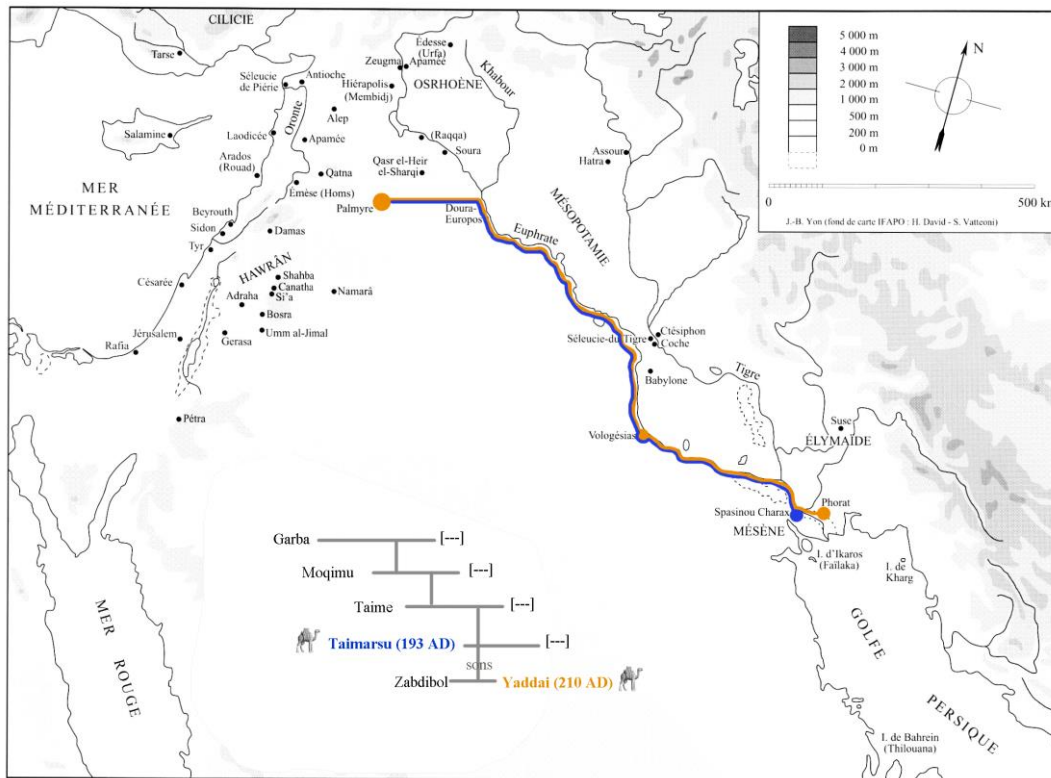 CILICIE
Tarse
Édesse
(Urfa)
Zeugma
Apamée
Séleucie
de Piérie
Antioche
Hiérapolis
(Membidj)
OSRHOÈNE
Khabour
Alep
Oronte
Salamine
Laodicée
Apamée
(Raqqa)
Soura
Assour
Hatra
Arados
(Rouad)
Qatna
Qasr el-Heir
el-Sharqi
Émèse (Homs)
MER
MÉDITERRANÉE
Palmyre
Doura-
Europos
MÉSOPOTAMIE
Beyrouth
Sidon
Damas
Tyr
Euphrate
HAWRÂN
Shahba
Canatha
Si'a
Césarée
Adraha
Namarâ
Bosra
Jérusalem
Gerasa
Umm al-Jimal
Rafia
Séleucie-du Tigre
Ctésiphon
Coche
Babylone
Tigre
Pétra
Vologésias
Suse
ÉLYMAÏDE
Phorat
Spasinou Charax
MÉSÈNE
I. d'Ikaros
(Faïlaka)
I. de
Kharg
GOLFE
PERSIQUE
I. de Bahrein
(Thilouana)
MER
ROUGE
5 000 m
4 000 m
3 000 m
2 000 m
1 000 m
500 m
200 m
0 m
N
0
500 km
J.-B. Yon (fond de carte IFAPO : H. David - S. Vatteoni)
Garba [---]
Moqimu [---]
Taime [---]
Taimarsu (193 AD) [---]
sons
Zabdibol Yaddai (210 AD)